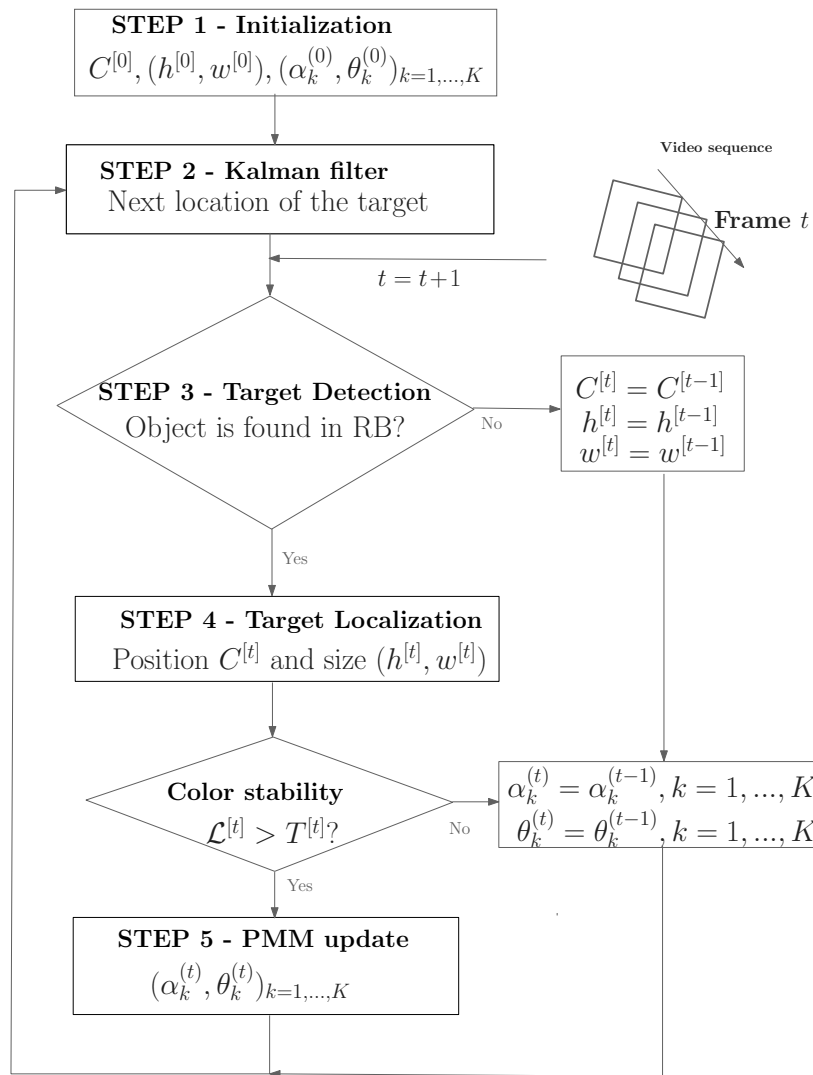 STEP 1 - Initialization
C^{[0]}, (h^{[0]}, w^{[0]}), (α_k^{(0)}, θ_k^{(0)})_{k=1,...,K}
STEP 2 - Kalman filter
Next location of the target
Video sequence
Frame t
t = t+1
STEP 3 - Target Detection
Object is found in RB?
No
C^{[t]} = C^{[t−1]}
h^{[t]} = h^{[t−1]}
w^{[t]} = w^{[t−1]}
Yes
STEP 4 - Target Localization
Position C^{[t]} and size (h^{[t]}, w^{[t]})
Color stability
ℒ^{[t]} > T^{[t]}?
No
α_k^{(t)} = α_k^{(t−1)}, k = 1, ..., K
θ_k^{(t)} = θ_k^{(t−1)}, k = 1, ..., K
Yes
STEP 5 - PMM update
(α_k^{(t)}, θ_k^{(t)})_{k=1,...,K}